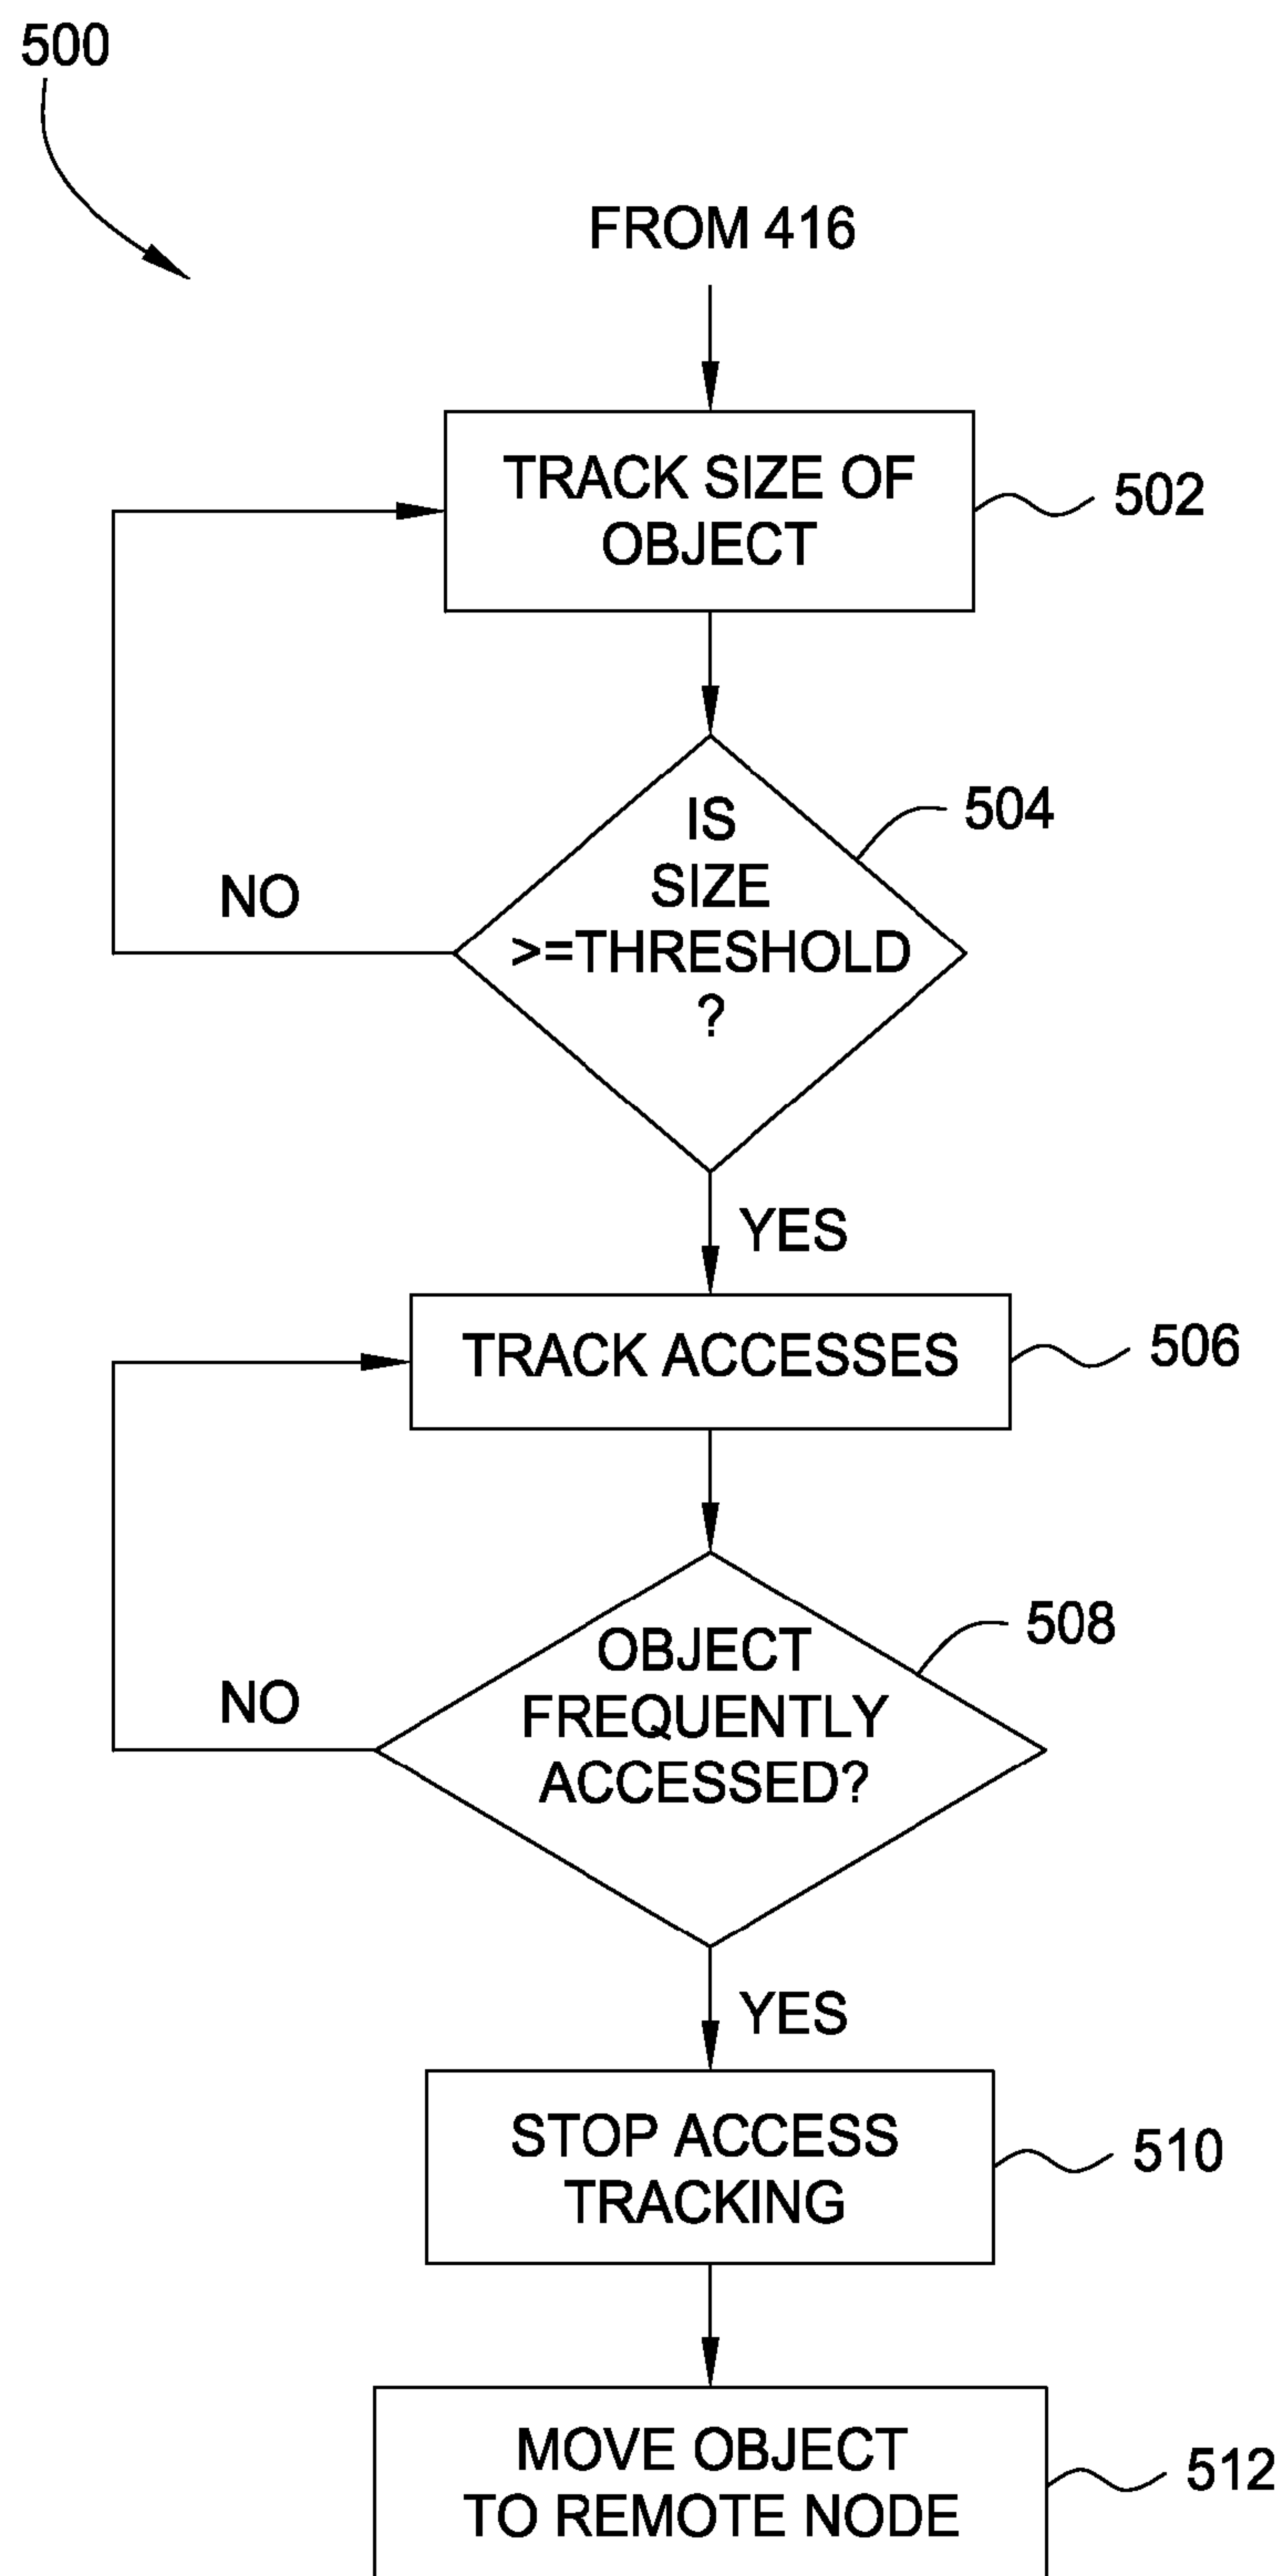 500
FROM 416
TRACK SIZE OF
OBJECT
502
IS
SIZE
>=THRESHOLD
?
504
NO
YES
TRACK ACCESSES
506
OBJECT
FREQUENTLY
ACCESSED?
508
NO
YES
STOP ACCESS
TRACKING
510
MOVE OBJECT
TO REMOTE NODE
512